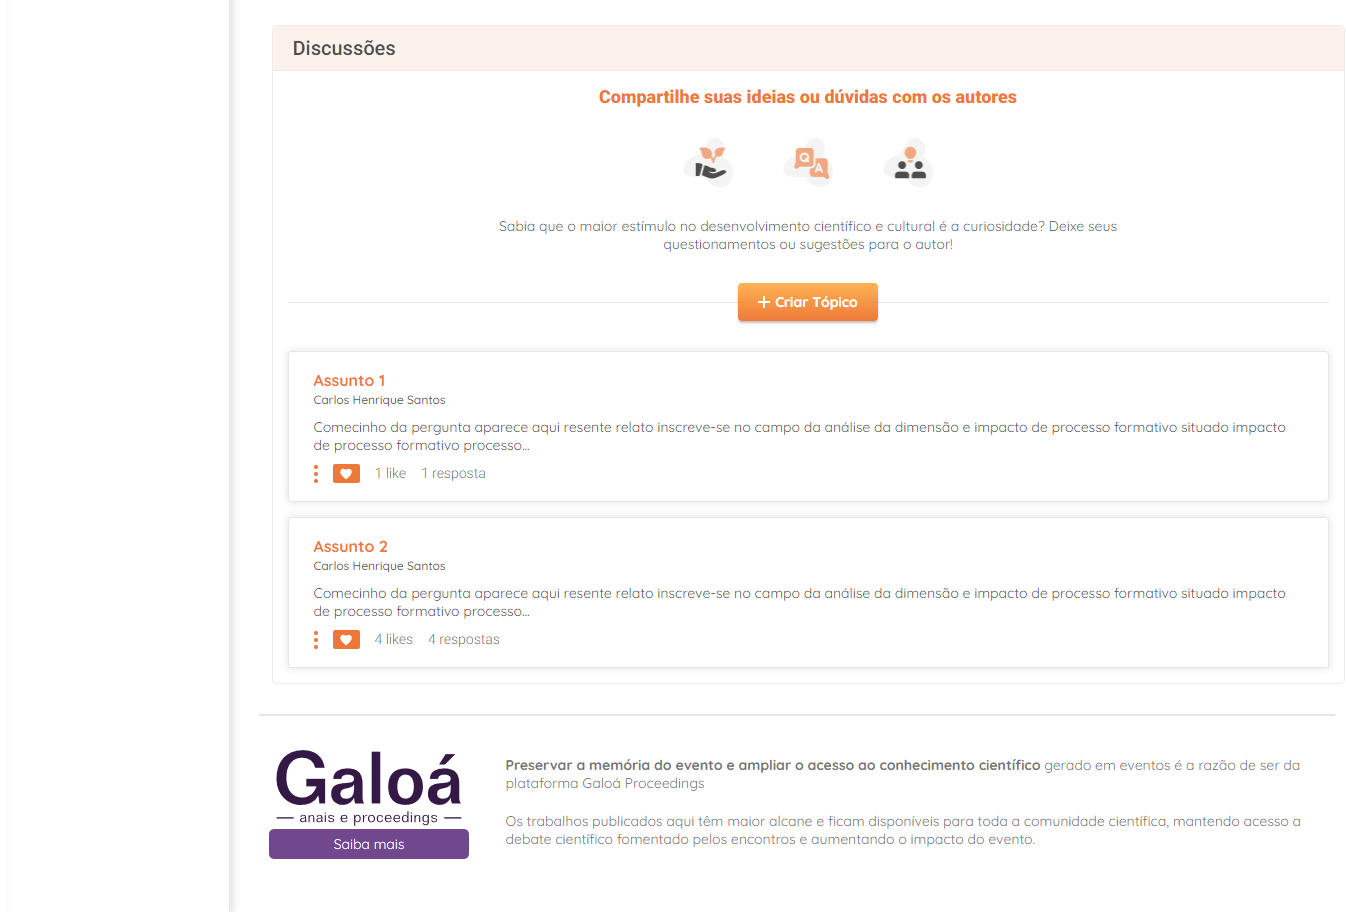 Discussões
Compartilhe suas ideias ou dúvidas com os autores
Q
A
Sabia que o maior estímulo no desenvolvimento científico e cultural é a curiosidade? Deixe seus
questionamentos ou sugestões para o autor!
+ Criar Tópico
Assunto 1
Carlos Henrique Santos
Comecinho da pergunta aparece aqui resente relato inscreve-se no campo da análise da dimensão e impacto de processo formativo situado impacto
de processo formativo processo...
1 like 1 resposta
Assunto 2
Carlos Henrique Santos
Comecinho da pergunta aparece aqui resente relato inscreve-se no campo da análise da dimensão e impacto de processo formativo situado impacto
de processo formativo processo...
4 likes 4 respostas
Galoá
— anais e proceedings —
Saiba mais
Preservar a memória do evento e ampliar o acesso ao conhecimento científico gerado em eventos é a razão de ser da
plataforma Galoá Proceedings
Os trabalhos publicados aqui têm maior alcane e ficam disponíveis para toda a comunidade científica, mantendo acesso a
debate científico fomentado pelos encontros e aumentando o impacto do evento.